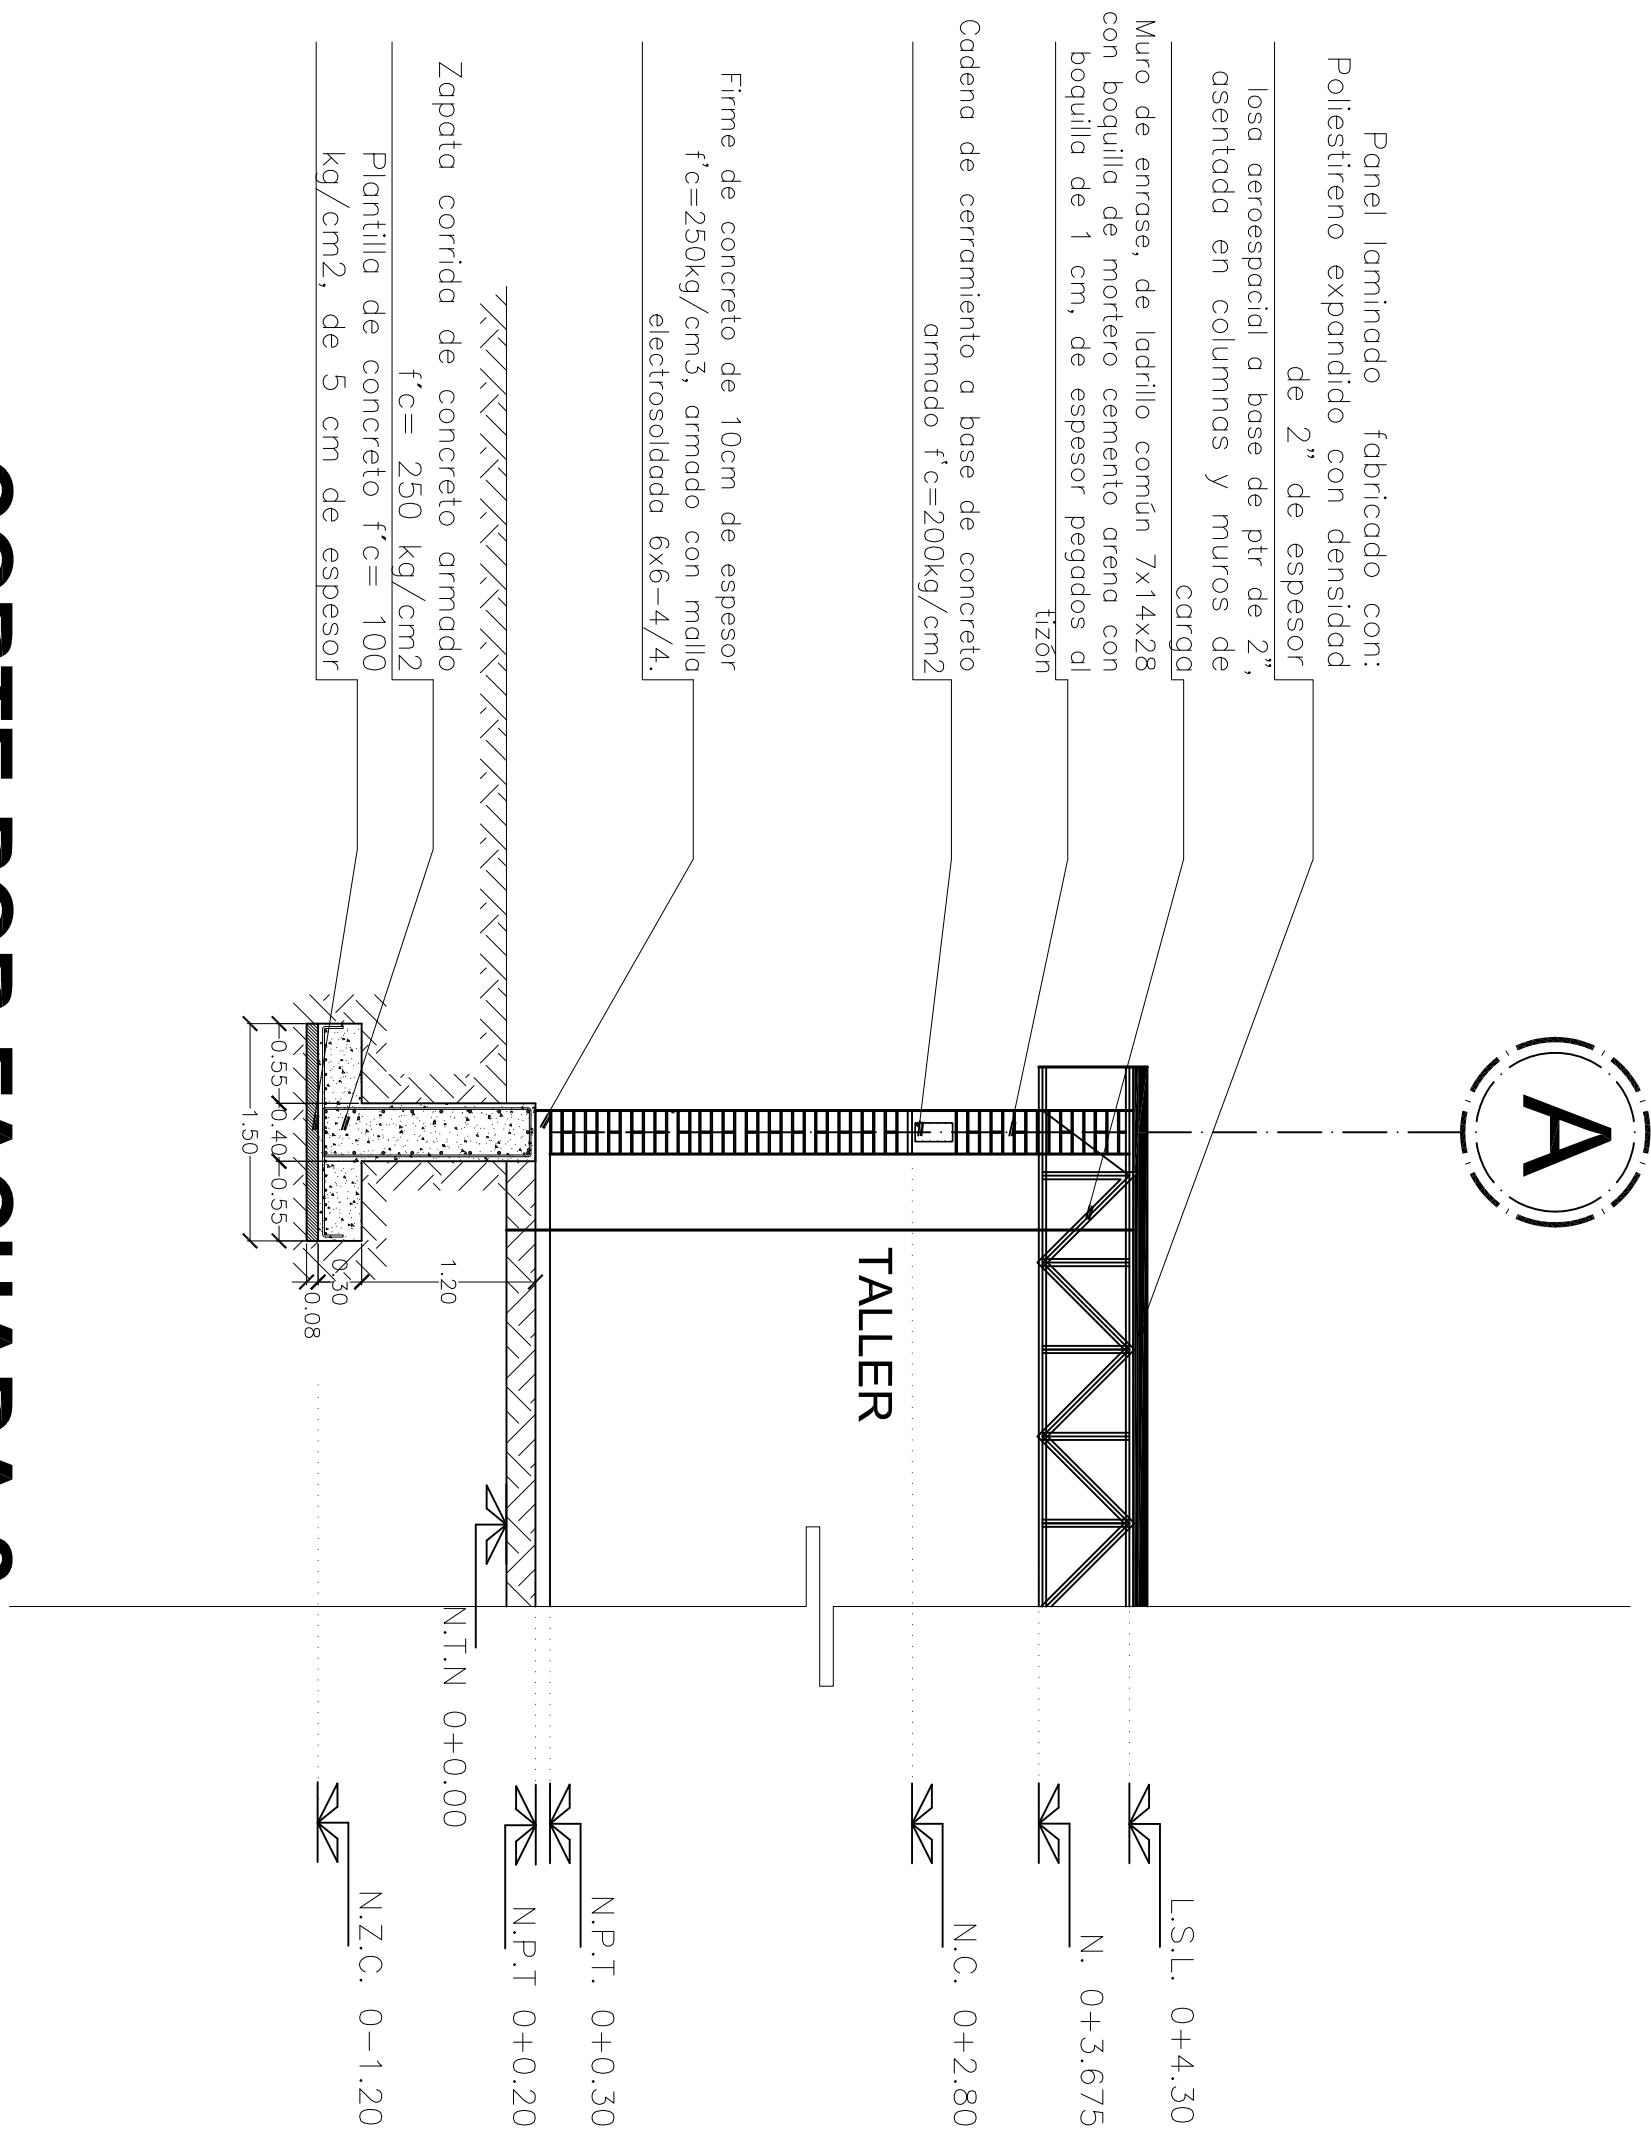 A
Panel laminado fabricado con:
Poliestireno expandido con densidad
de 2" de espesor
losa aeroespacial a base de ptr de 2",
asentada en columnas y muros de
carga
Muro de enrase, de ladrillo común 7x14x28
con boquilla de mortero cemento arena con
boquilla de 1 cm, de espesor pegados al
tizón
Cadena de cerramiento a base de concreto
armado f'c=200kg/cm2
Firme de concreto de 10cm de espesor
f'c=250kg/cm3, armado con malla
electrosoldada 6x6-4/4.
Zapata corrida de concreto armado
f'c= 250 kg/cm2
Plantilla de concreto f'c= 100
kg/cm2, de 5 cm de espesor
TALLER
L.S.L. 0+4.30
N. 0+3.675
N.C. 0+2.80
N.P.T. 0+0.30
N.P.T 0+0.20
N.T.N 0+0.00
N.Z.C. 0-1.20
1.20
0.30
0.08
0.55
0.40
0.55
1.50
CORTE POR FACHADA